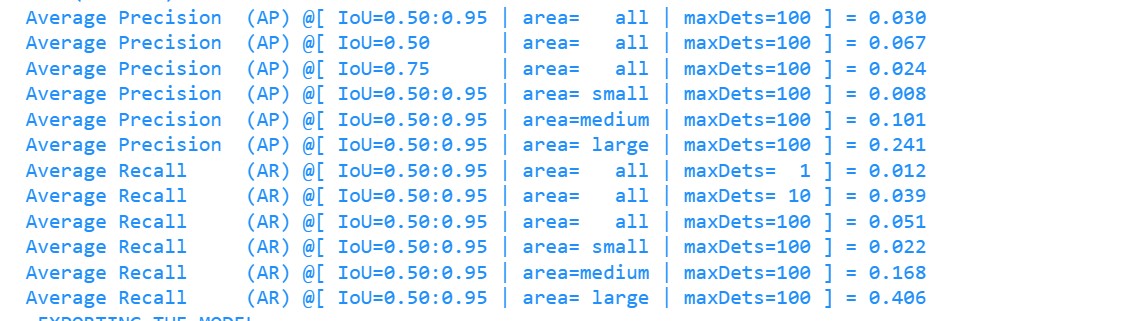 Average Precision  (AP) @[ IoU=0.50:0.95 | area=   all | maxDets=100 ] = 0.030
Average Precision  (AP) @[ IoU=0.50      | area=   all | maxDets=100 ] = 0.067
Average Precision  (AP) @[ IoU=0.75      | area=   all | maxDets=100 ] = 0.024
Average Precision  (AP) @[ IoU=0.50:0.95 | area= small | maxDets=100 ] = 0.008
Average Precision  (AP) @[ IoU=0.50:0.95 | area=medium | maxDets=100 ] = 0.101
Average Precision  (AP) @[ IoU=0.50:0.95 | area= large | maxDets=100 ] = 0.241
Average Recall     (AR) @[ IoU=0.50:0.95 | area=   all | maxDets=  1 ] = 0.012
Average Recall     (AR) @[ IoU=0.50:0.95 | area=   all | maxDets= 10 ] = 0.039
Average Recall     (AR) @[ IoU=0.50:0.95 | area=   all | maxDets=100 ] = 0.051
Average Recall     (AR) @[ IoU=0.50:0.95 | area= small | maxDets=100 ] = 0.022
Average Recall     (AR) @[ IoU=0.50:0.95 | area=medium | maxDets=100 ] = 0.168
Average Recall     (AR) @[ IoU=0.50:0.95 | area= large | maxDets=100 ] = 0.406
EXPORTING THE MODEL